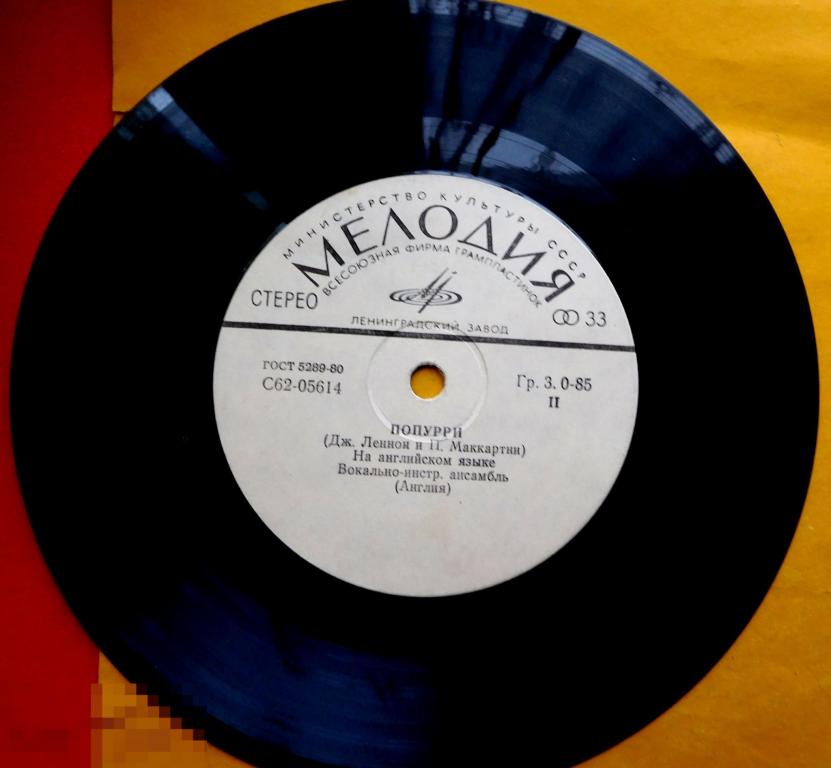 МИНИСТЕРСТВО КУЛЬТУРЫ СССР
МЕЛОДИЯ
ВСЕСОЮЗНАЯ ФИРМА ГРАМПЛАСТИНОК
СТЕРЕО
33
ЛЕНИНГРАДСКИЙ ЗАВОД
ГОСТ 5289-80
С62-05614
Гр. 3. 0-85
II
ПОПУРРИ
(Дж. Леннон и П. Маккартни)
На английском языке
Вокально-инстр. ансамбль
(Англия)